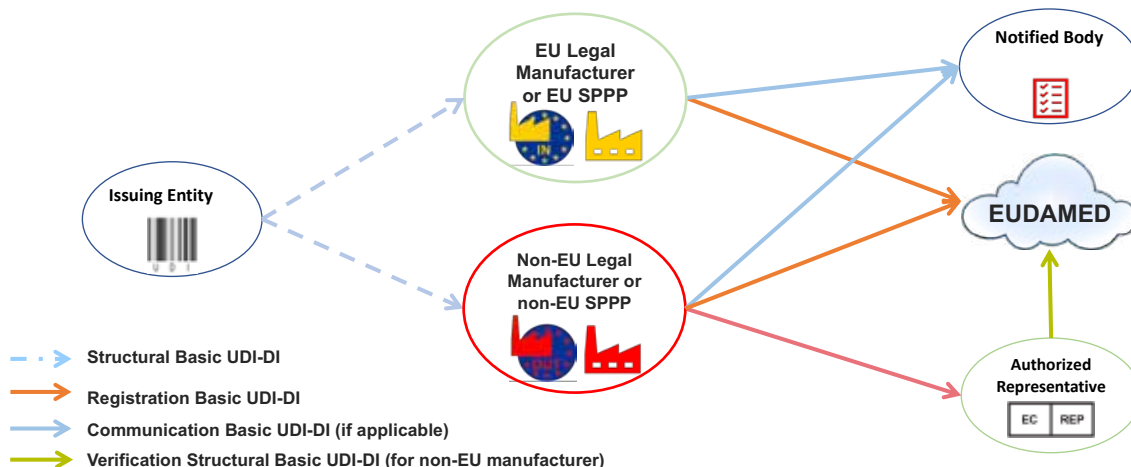 EU Legal
Manufacturer
or EU SPPP
IN
Notified Body
Issuing Entity
U D I
EUDAMED
Non-EU Legal
Manufacturer or
non-EU SPPP
OUT
Authorized
Representative
EC REP
Structural Basic UDI-DI
Registration Basic UDI-DI
Communication Basic UDI-DI (if applicable)
Verification Structural Basic UDI-DI (for non-EU manufacturer)